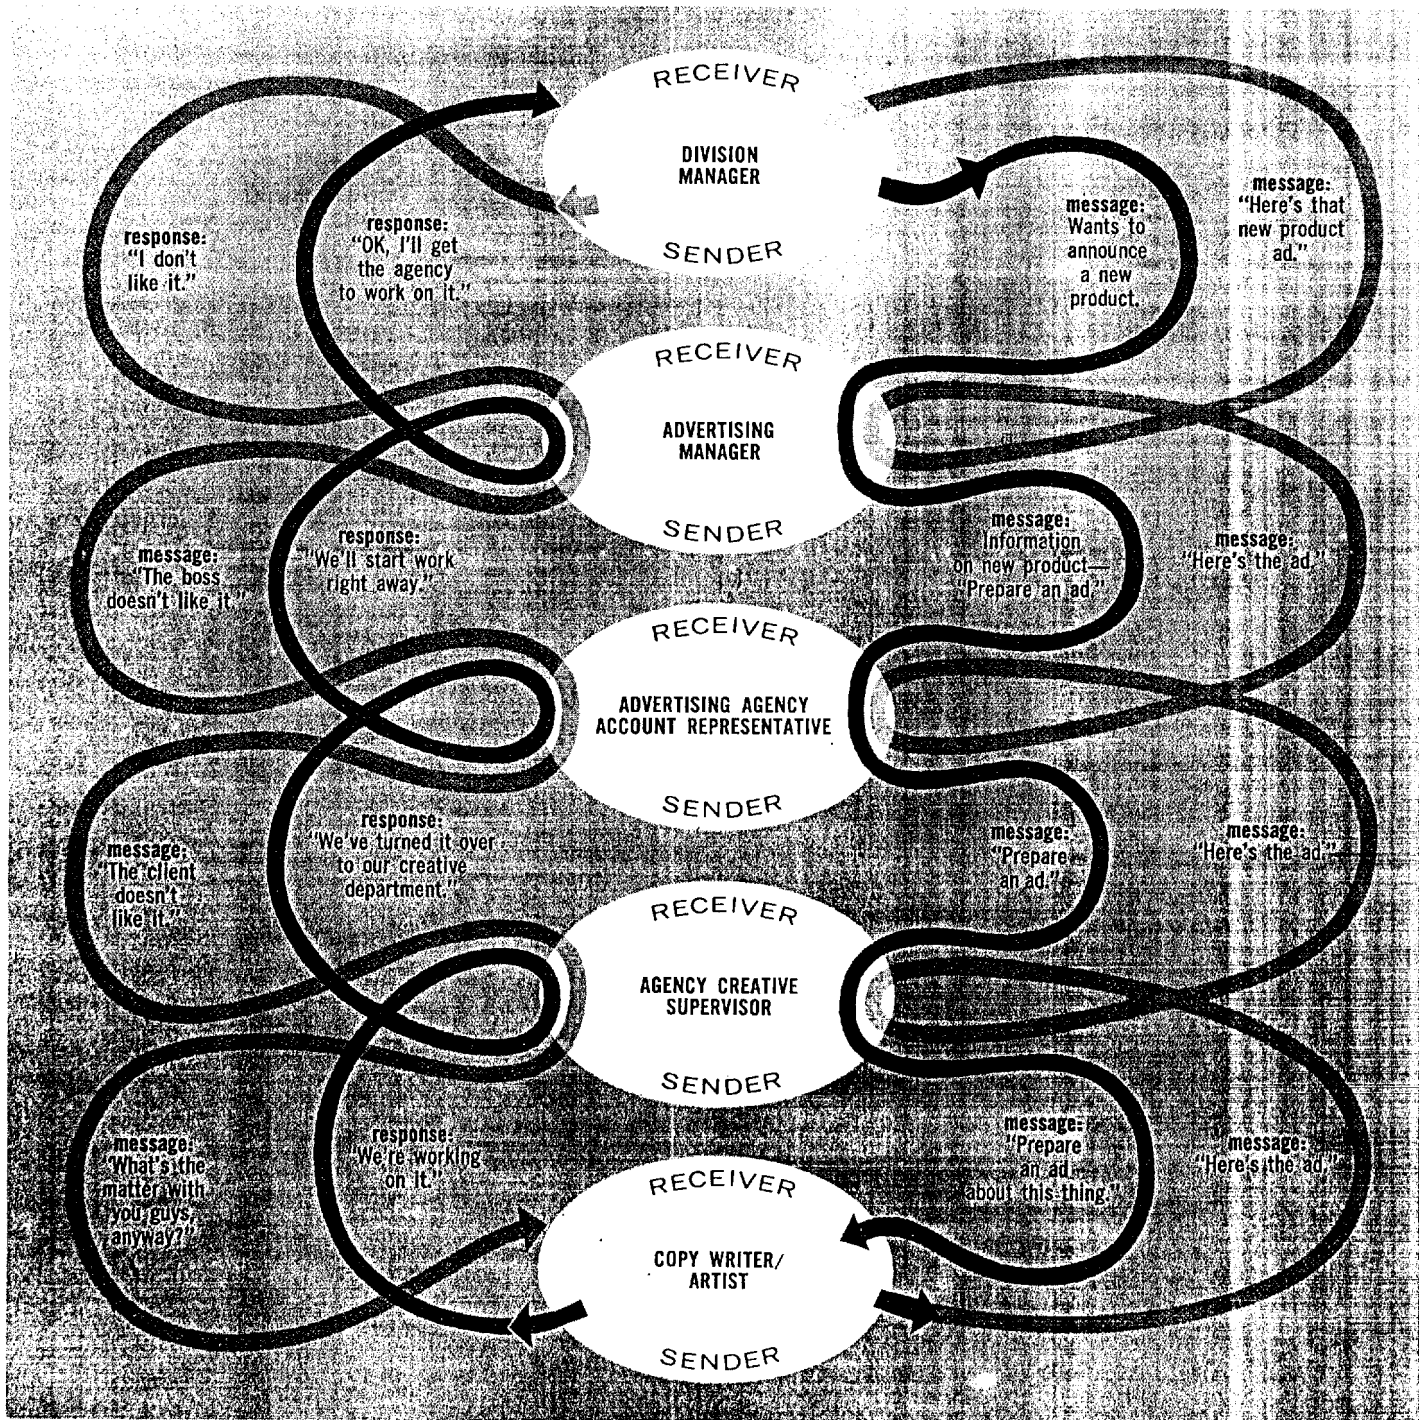 RECEIVER
DIVISION
MANAGER
SENDER
response:
"I don't
like it."
response:
"OK, I'll get
the agency
to work on it."
message:
Wants to
announce
a new
product.
message:
"Here's that
new product
ad."
RECEIVER
ADVERTISING
MANAGER
SENDER
message:
"The boss
doesn't like it."
response:
"We'll start work
right away."
message:
Information
on new product—
"Prepare an ad."
message:
"Here's the ad."
RECEIVER
ADVERTISING AGENCY
ACCOUNT REPRESENTATIVE
SENDER
message:
"The client
doesn't
like it."
response:
"We've turned it over
to our creative
department."
message:
"Prepare
an ad."
message:
"Here's the ad."
RECEIVER
AGENCY CREATIVE
SUPERVISOR
SENDER
message:
"What's the
matter with
you guys,
anyway?"
response:
"We're working
on it."
message:
"Prepare
an ad
about this thing."
message:
"Here's the ad."
RECEIVER
COPY WRITER/
ARTIST
SENDER